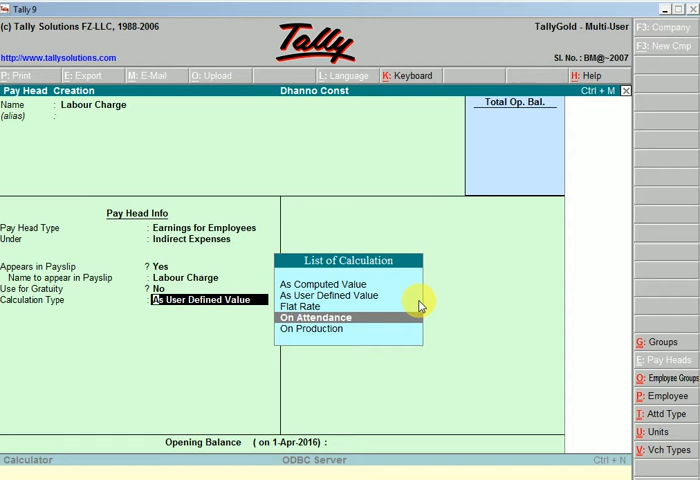 Tally 9
(c) Tally Solutions FZ-LLC, 1988-2006
TallyGold - Multi-User
F3: Company
F3: New Cmp
Tally
http://www.tallysolutions.com
Sl. No. : BM@~2007
P: Print
E: Export
M: E-Mail
O: Upload
L: Language
K: Keyboard
H: Help
Pay Head Creation
Dhanno Const
Ctrl + M
Name : Labour Charge
(alias) :
Total Op. Bal.
Pay Head Info
Pay Head Type : Earnings for Employees
Under : Indirect Expenses
Appears in Payslip ? Yes
Name to appear in Payslip : Labour Charge
Use for Gratuity ? No
Calculation Type : As User Defined Value
List of Calculation
As Computed Value
As User Defined Value
Flat Rate
On Attendance
On Production
G: Groups
E: Pay Heads
O: Employee Groups
P: Employee
T: Attd Type
U: Units
V: Vch Types
Opening Balance ( on 1-Apr-2016) :
Calculator
ODBC Server
Ctrl + N